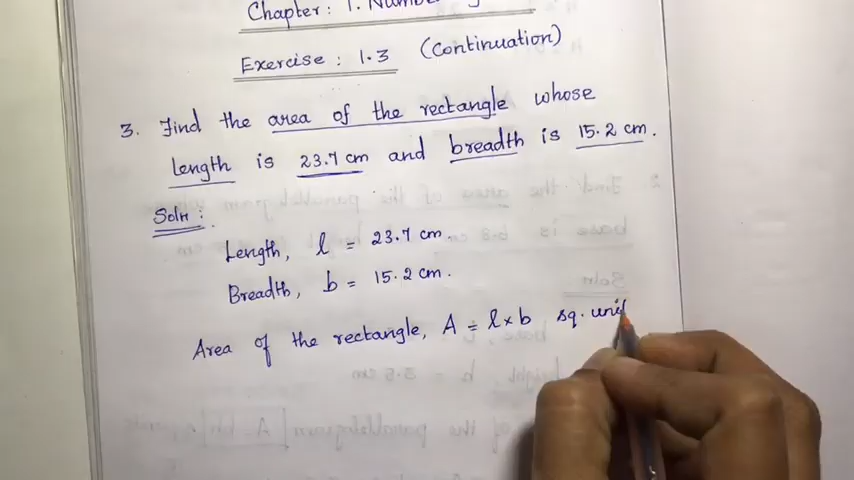 Chapter: 1. Number
Exercise : 1.3 (Continuation)
3. Find the area of the rectangle whose
length is 23.7 cm and breadth is 15.2 cm.
Soln :
Length, l = 23.7 cm.
Breadth, b = 15.2 cm.
Area of the rectangle, A = l × b sq. unit